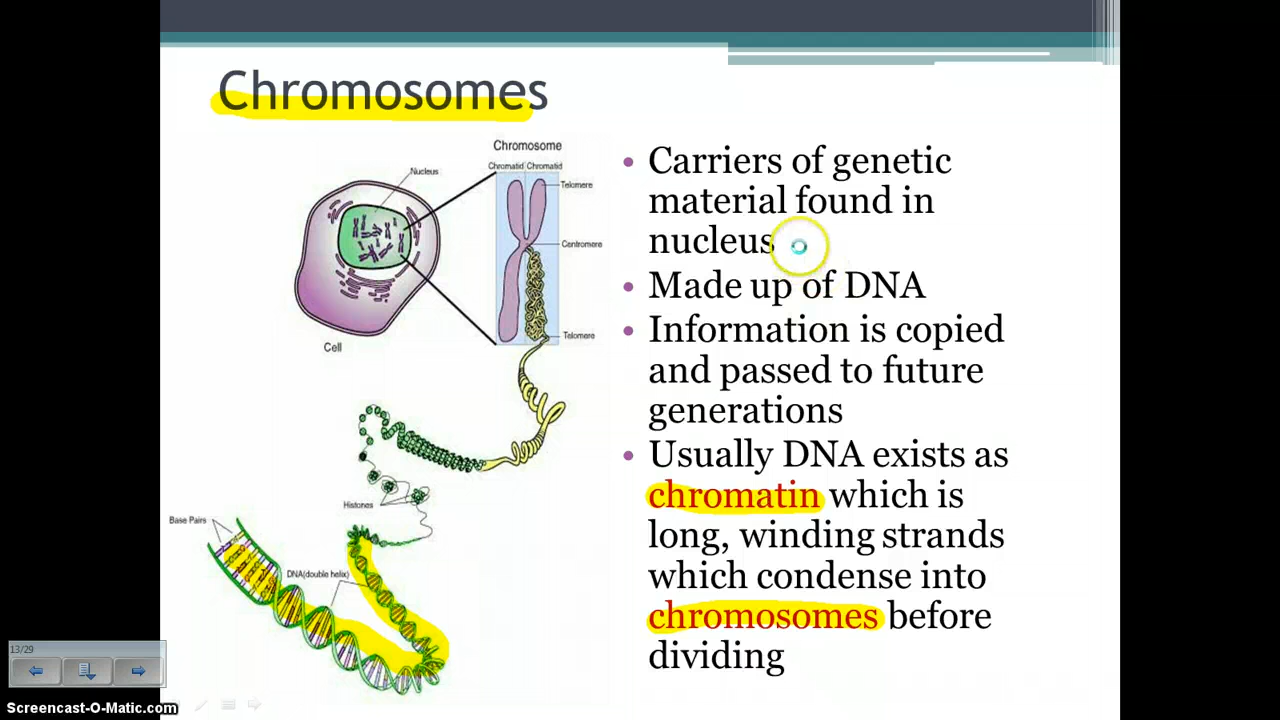 Chromosomes
Chromosome
Chromatid Chromatid
Nucleus
Telomere
Centromere
Telomere
Cell
Histones
Base Pairs
DNA(double helix)
• Carriers of genetic
material found in
nucleus
• Made up of DNA
• Information is copied
and passed to future
generations
• Usually DNA exists as
chromatin which is
long, winding strands
which condense into
chromosomes before
dividing
13/29
Screencast-O-Matic.com